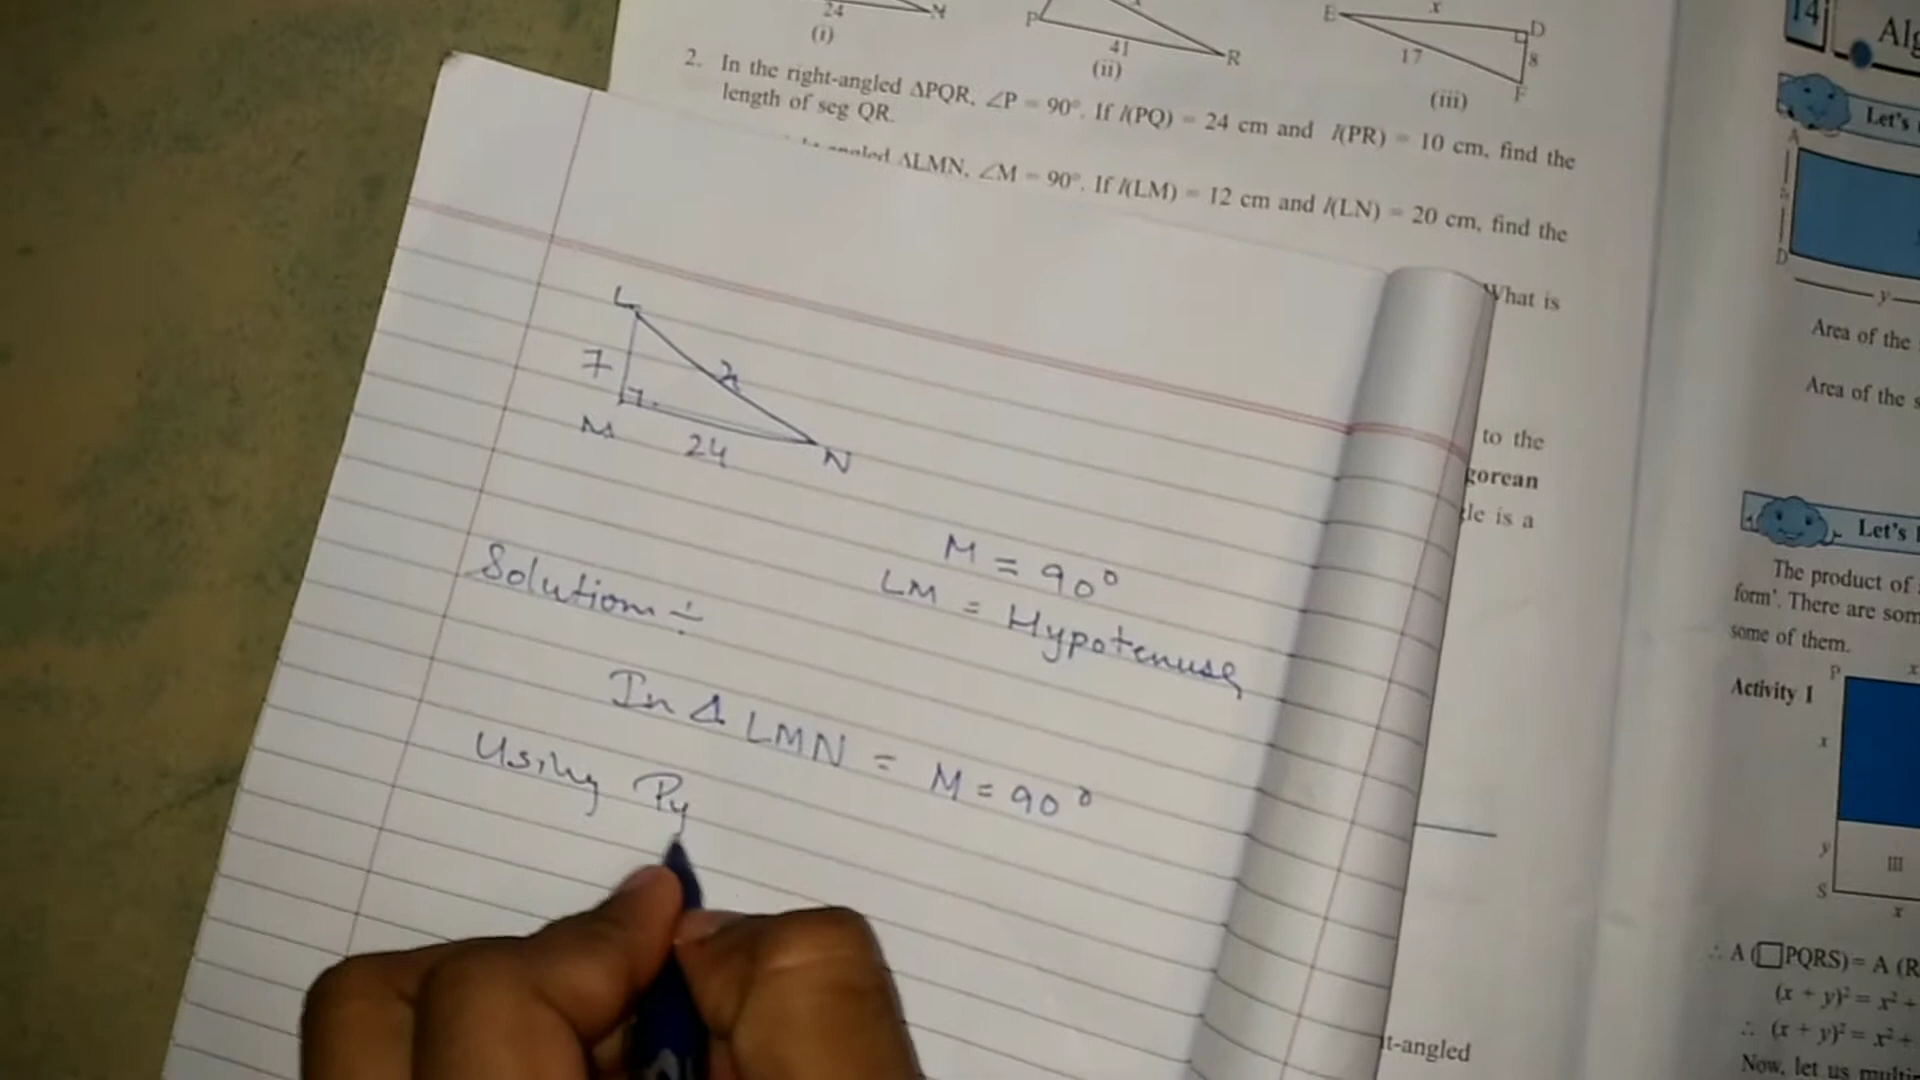 24
N
(i)
P
41
R
(ii)
E
x
D
17
8
F
(iii)
2. In the right-angled ΔPQR, ∠P = 90°. If l(PQ) = 24 cm and l(PR) = 10 cm, find the
length of seg QR.
angled ΔLMN, ∠M = 90°. If l(LM) = 12 cm and l(LN) = 20 cm, find the
What is
to the
gorean
le is a
t-angled
L
7
x
M
24
N
M = 90°
LM = Hypotenuse
Solution ÷
In Δ LMN = M = 90°
Using Py
14
Alg
Let's
A
D
y
Area of the
Area of the s
Let's l
The product of
form'. There are som
some of them.
Activity I
P
x
x
y
III
S
x
∴ A (□PQRS) = A (R
(x + y)² = x² +
∴ (x + y)² = x² +
Now, let us multi